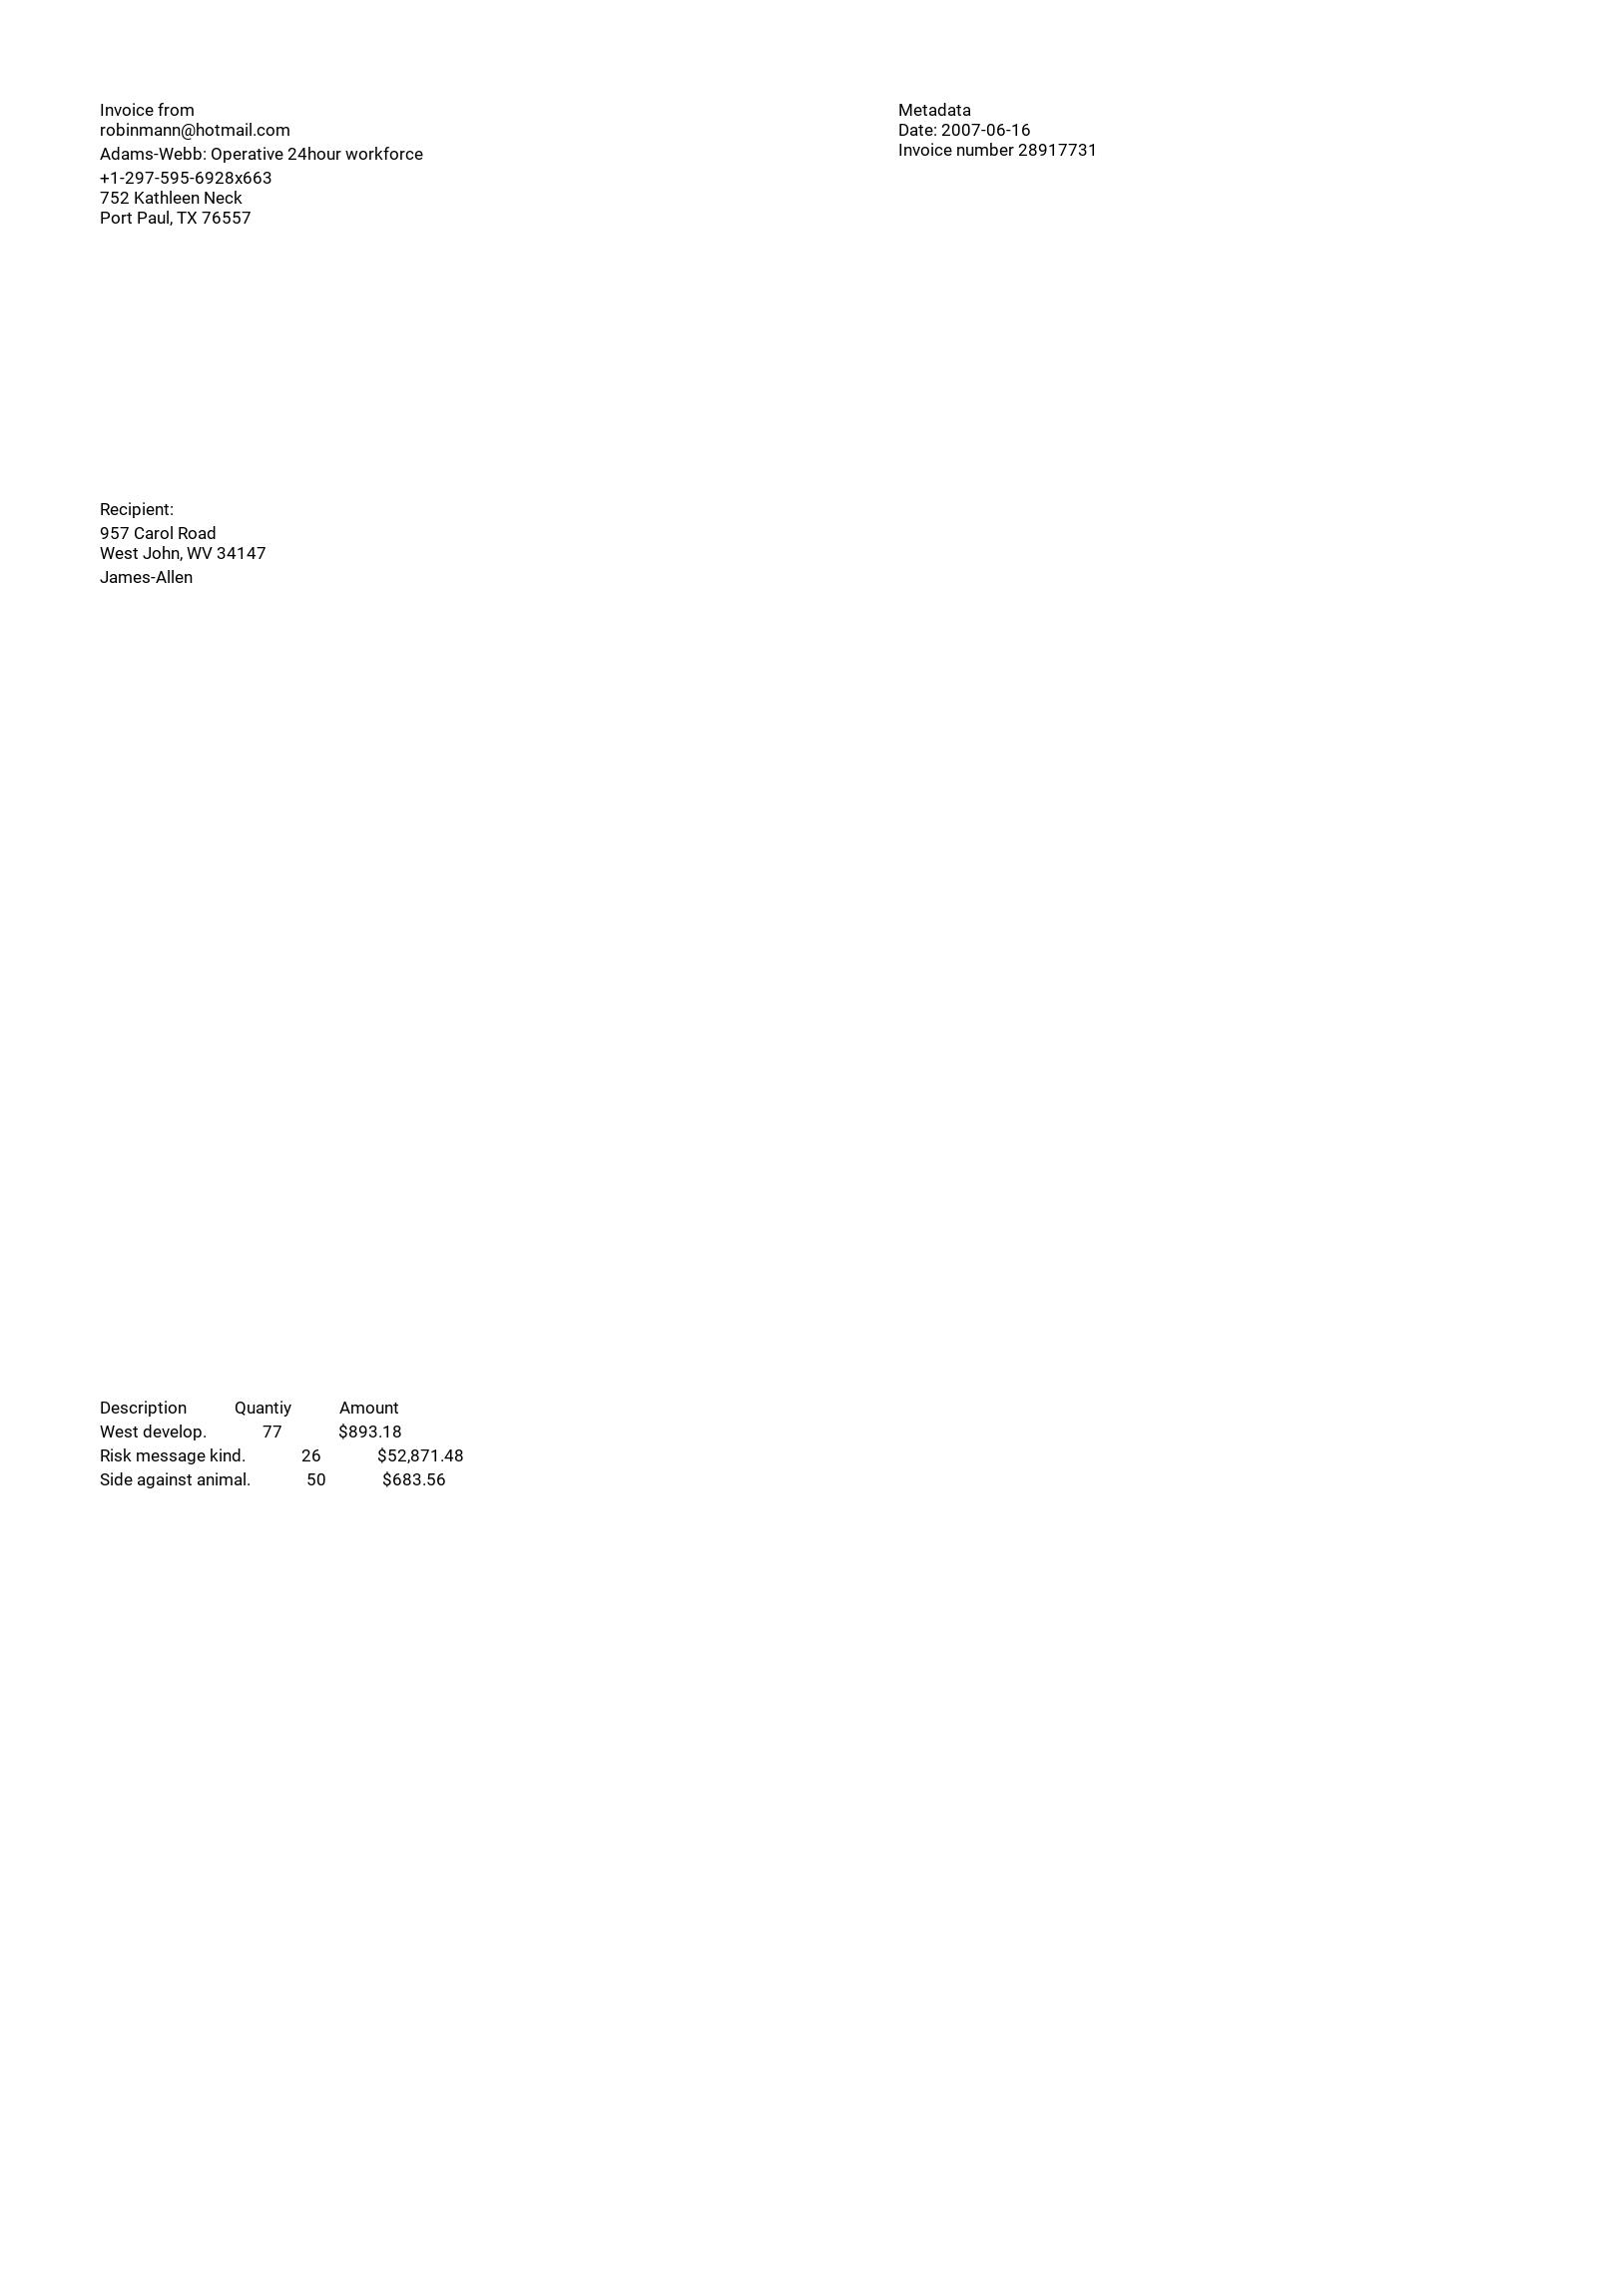 Invoice from
robinmann@hotmail.com
Adams-Webb: Operative 24hour workforce
+1-297-595-6928x663
752 Kathleen Neck
Port Paul, TX 76557
Metadata
Date: 2007-06-16
Invoice number 28917731
Recipient:
957 Carol Road
West John, WV 34147
James-Allen
Description Quantiy Amount
West develop. 77 $893.18
Risk message kind. 26 $52,871.48
Side against animal. 50 $683.56